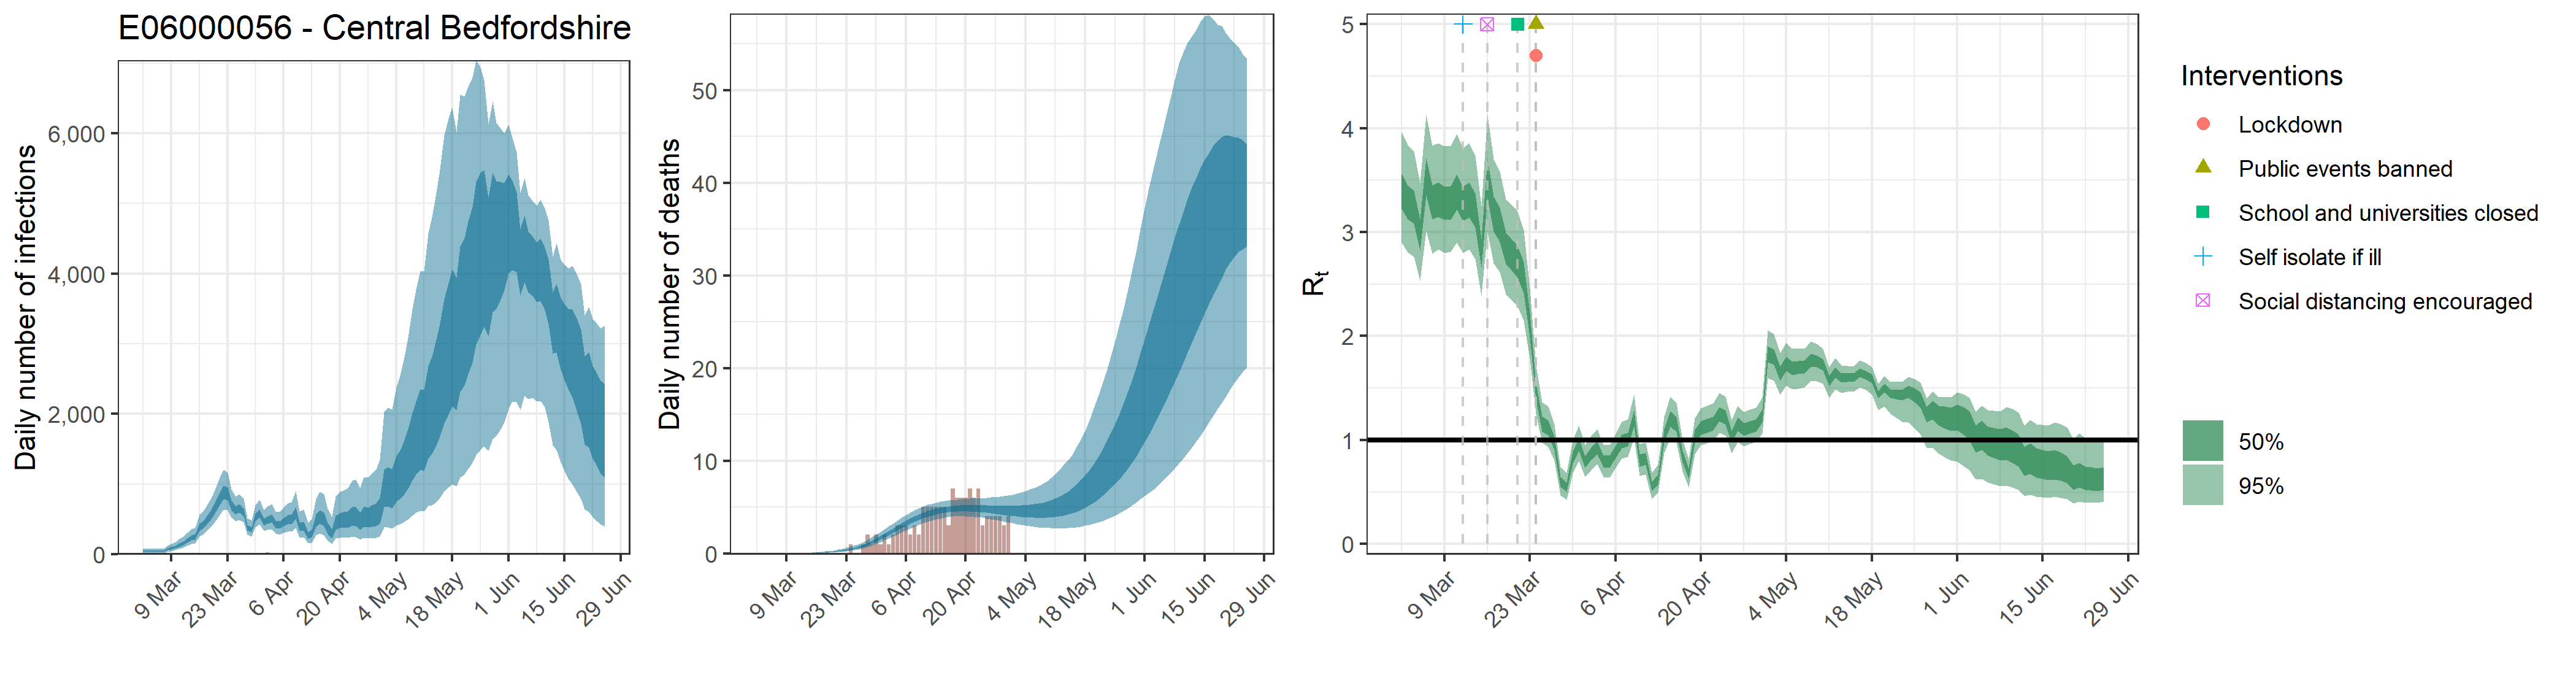 E06000056 - Central Bedfordshire
Daily number of infections
6,000
4,000
2,000
0
9 Mar
23 Mar
6 Apr
20 Apr
4 May
18 May
1 Jun
15 Jun
29 Jun
Daily number of deaths
50
40
30
20
10
0
9 Mar
23 Mar
6 Apr
20 Apr
4 May
18 May
1 Jun
15 Jun
29 Jun
Rt
5
4
3
2
1
0
9 Mar
23 Mar
6 Apr
20 Apr
4 May
18 May
1 Jun
15 Jun
29 Jun
Interventions
Lockdown
Public events banned
School and universities closed
Self isolate if ill
Social distancing encouraged
50%
95%